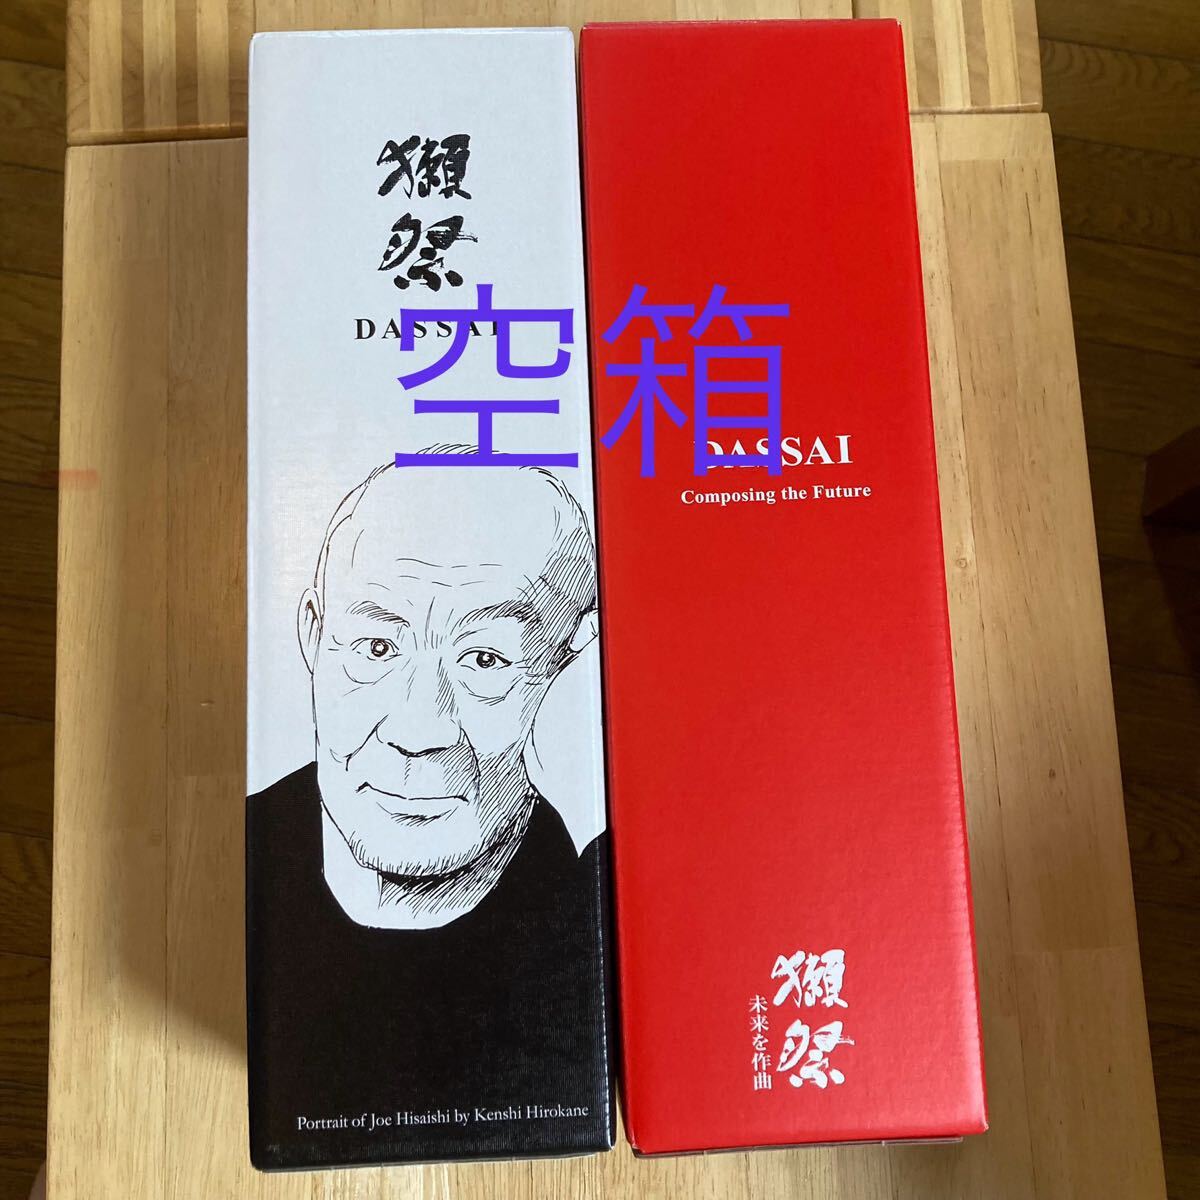 獺祭
DASSAI
Portrait of Joe Hisaishi by Kenshi Hirokane
空箱
DASSAI
Composing the Future
獺祭
未来を作曲